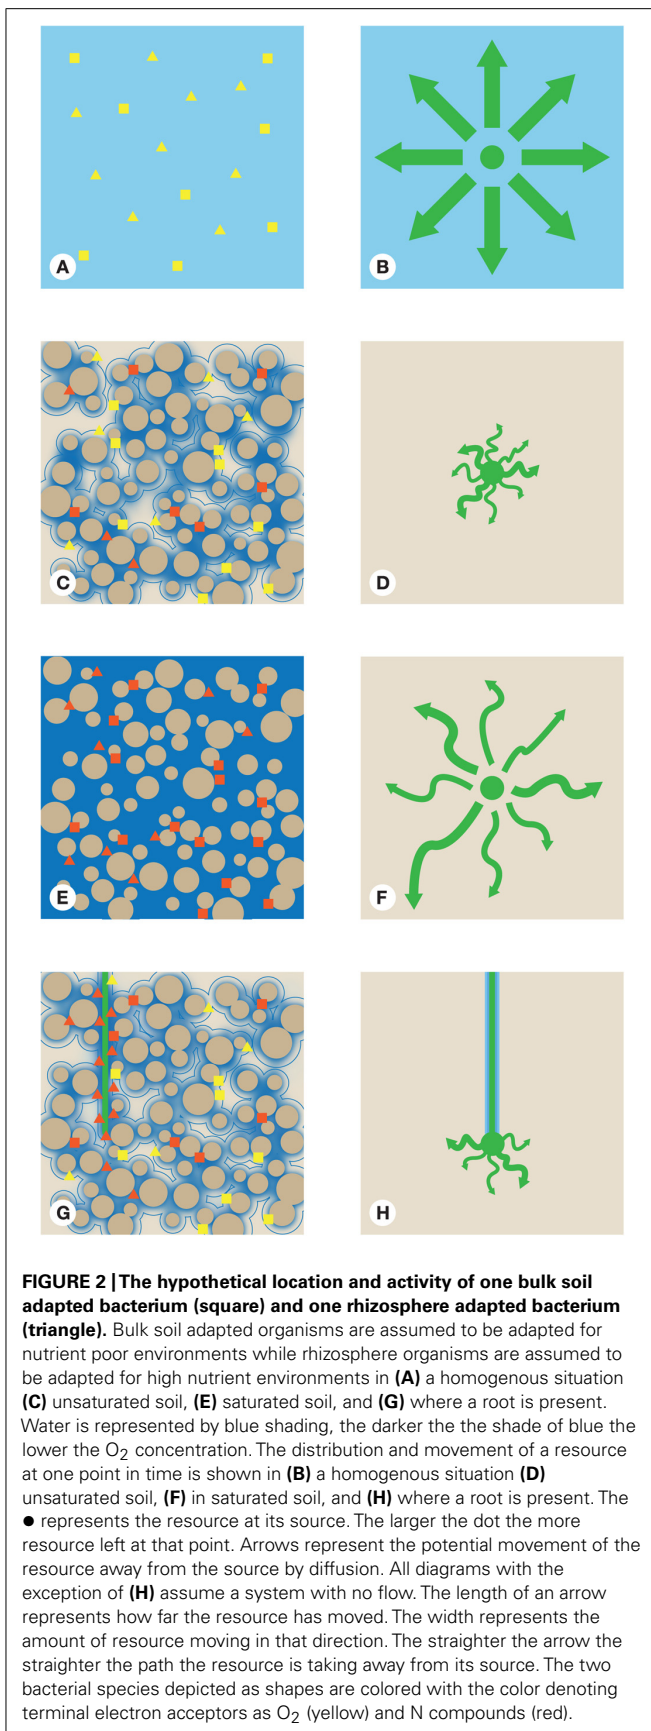 A
B
C
D
E
F
G
H
FIGURE 2 | The hypothetical location and activity of one bulk soil
adapted bacterium (square) and one rhizosphere adapted bacterium
(triangle). Bulk soil adapted organisms are assumed to be adapted for
nutrient poor environments while rhizosphere organisms are assumed to
be adapted for high nutrient environments in (A) a homogenous situation
(C) unsaturated soil, (E) saturated soil, and (G) where a root is present.
Water is represented by blue shading, the darker the the shade of blue the
lower the O2 concentration. The distribution and movement of a resource
at one point in time is shown in (B) a homogenous situation (D)
unsaturated soil, (F) in saturated soil, and (H) where a root is present. The
● represents the resource at its source. The larger the dot the more
resource left at that point. Arrows represent the potential movement of the
resource away from the source by diffusion. All diagrams with the
exception of (H) assume a system with no flow. The length of an arrow
represents how far the resource has moved. The width represents the
amount of resource moving in that direction. The straighter the arrow the
straighter the path the resource is taking away from its source. The two
bacterial species depicted as shapes are colored with the color denoting
terminal electron acceptors as O2 (yellow) and N compounds (red).